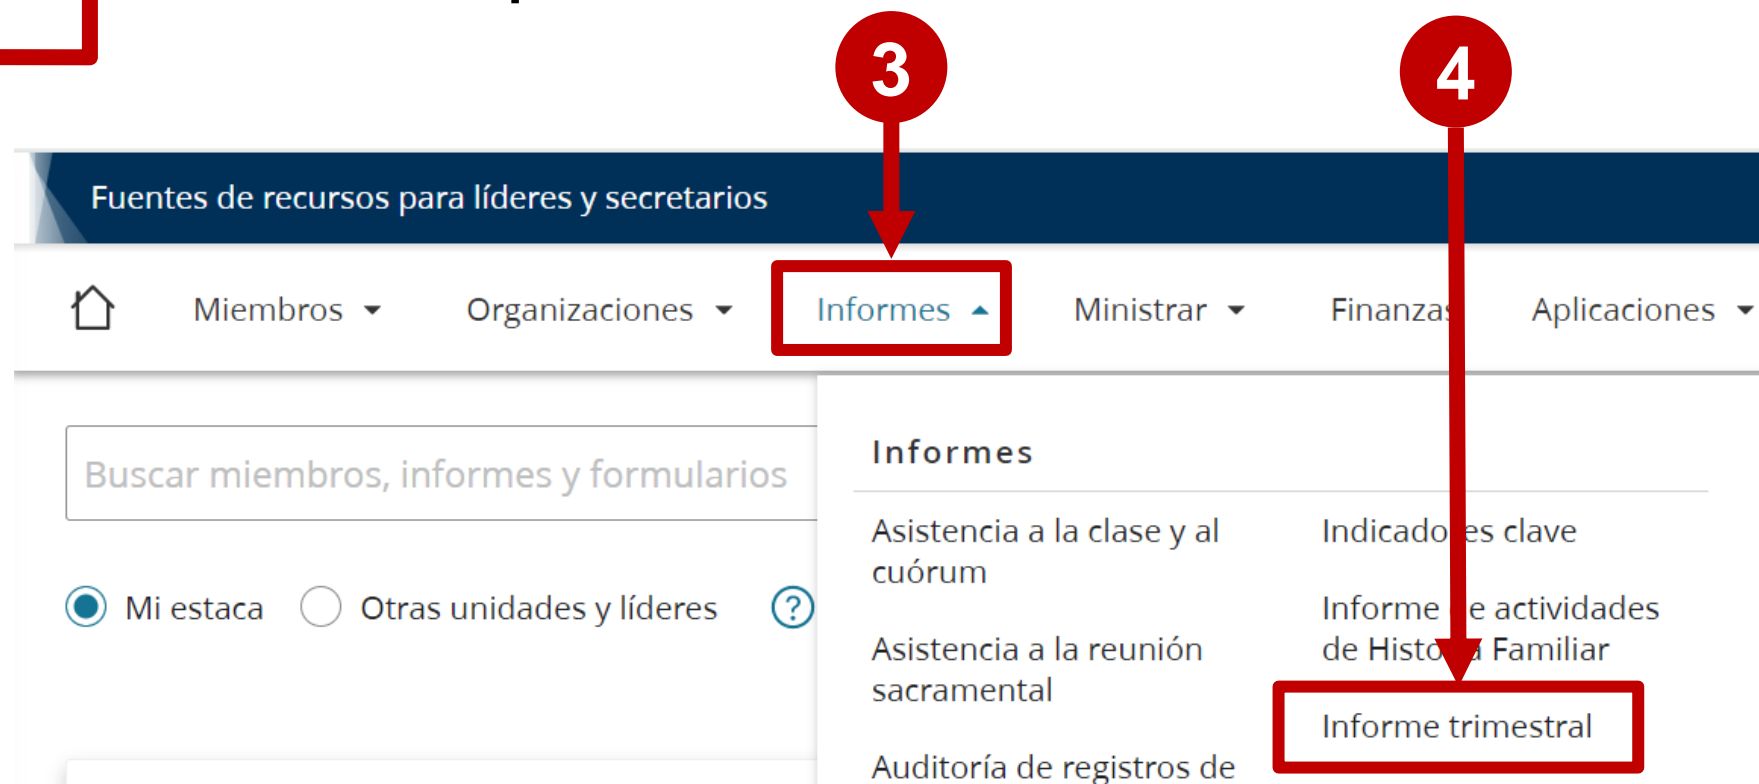 3
4
Fuentes de recursos para líderes y secretarios
Miembros
Organizaciones
Informes
Ministrar
Finanzas
Aplicaciones
Buscar miembros, informes y formularios
Mi estaca
Otras unidades y líderes
?
Informes
Asistencia a la clase y al
cuórum
Asistencia a la reunión
sacramental
Auditoría de registros de
Indicadores clave
Informe de actividades
de Historia Familiar
Informe trimestral